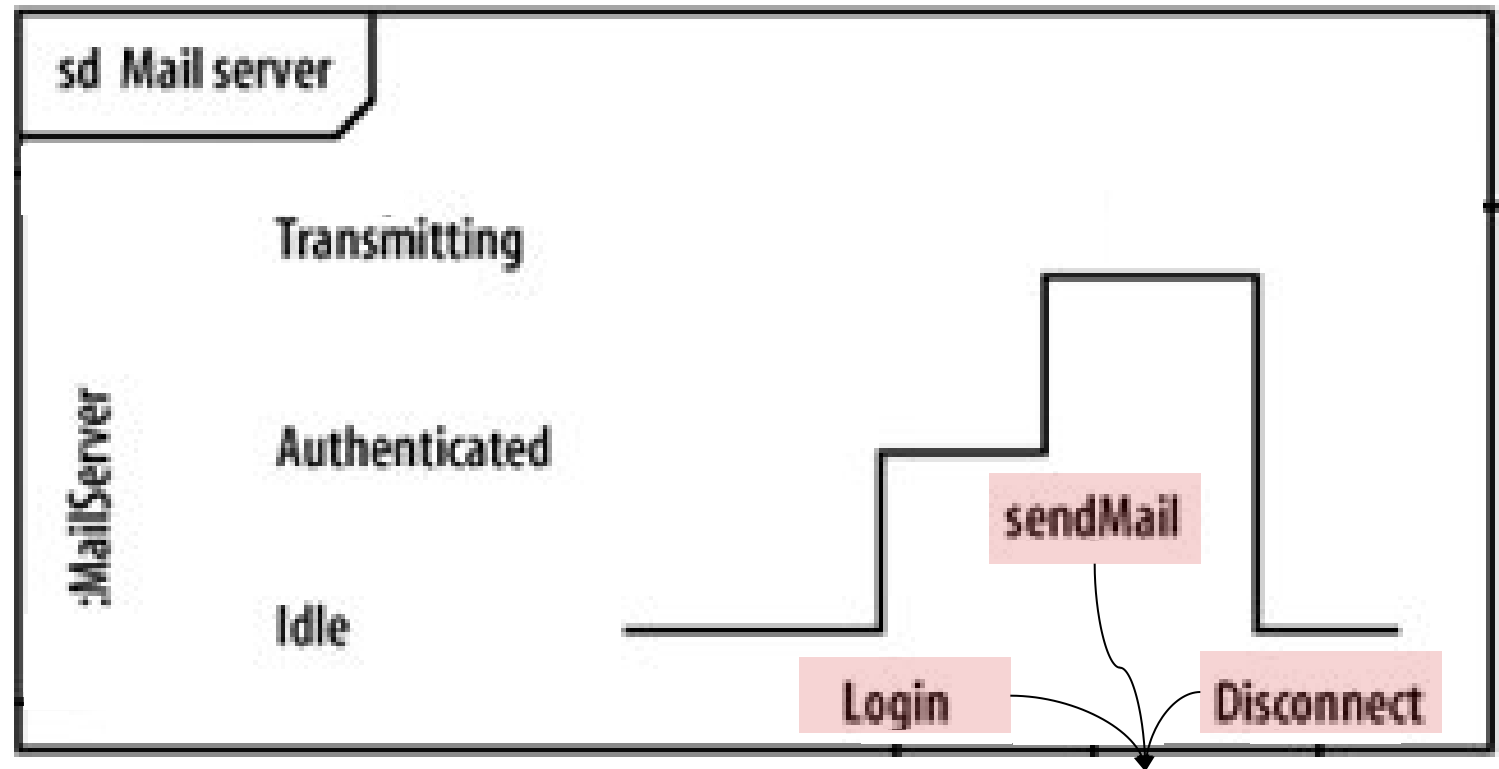 sd Mail server
Transmitting
:MailServer
Authenticated
sendMail
Idle
Login
Disconnect